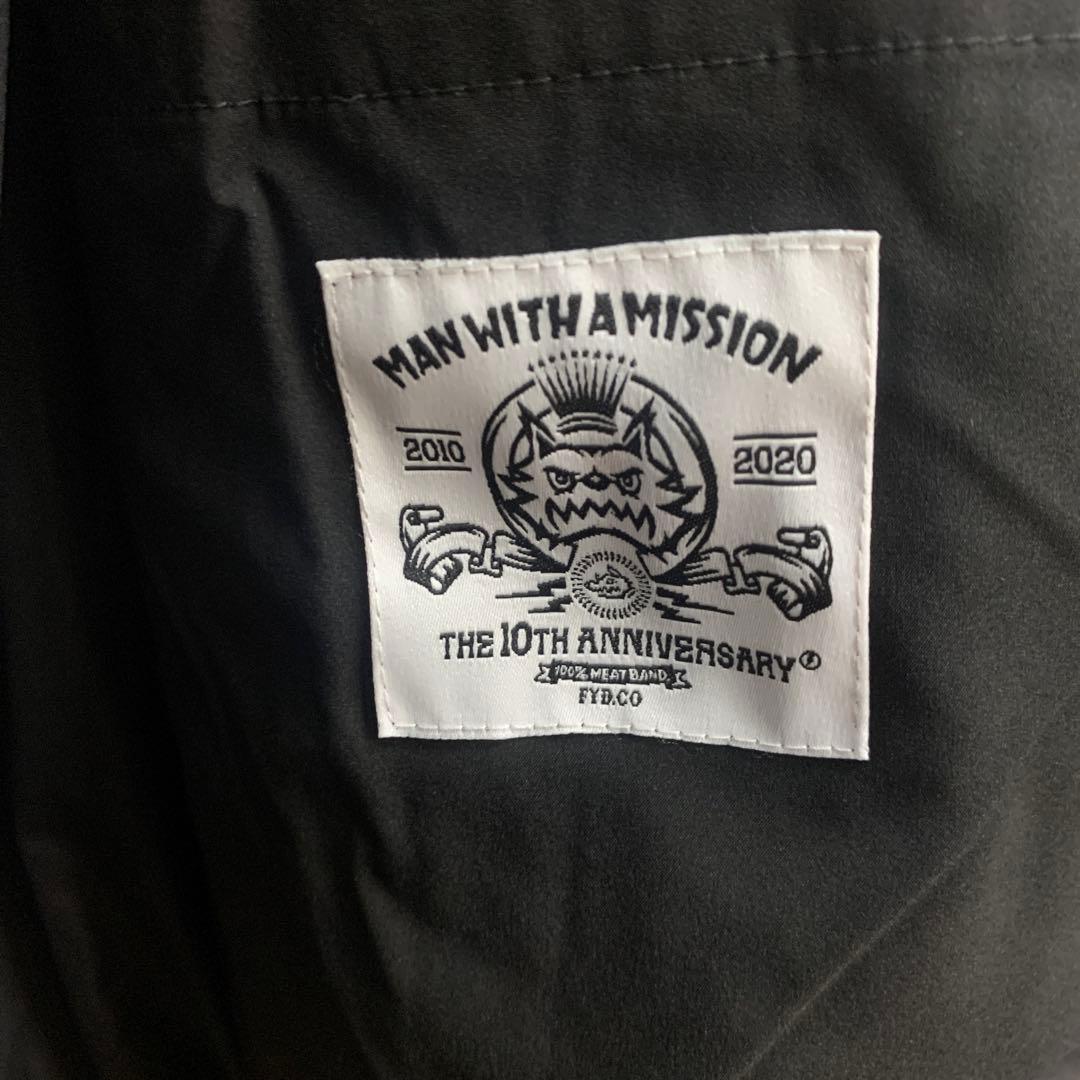 MAN WITH A MISSION
2010 2020
THE 10TH ANNIVERSARY
100% MEAT BAND
FYD.CO